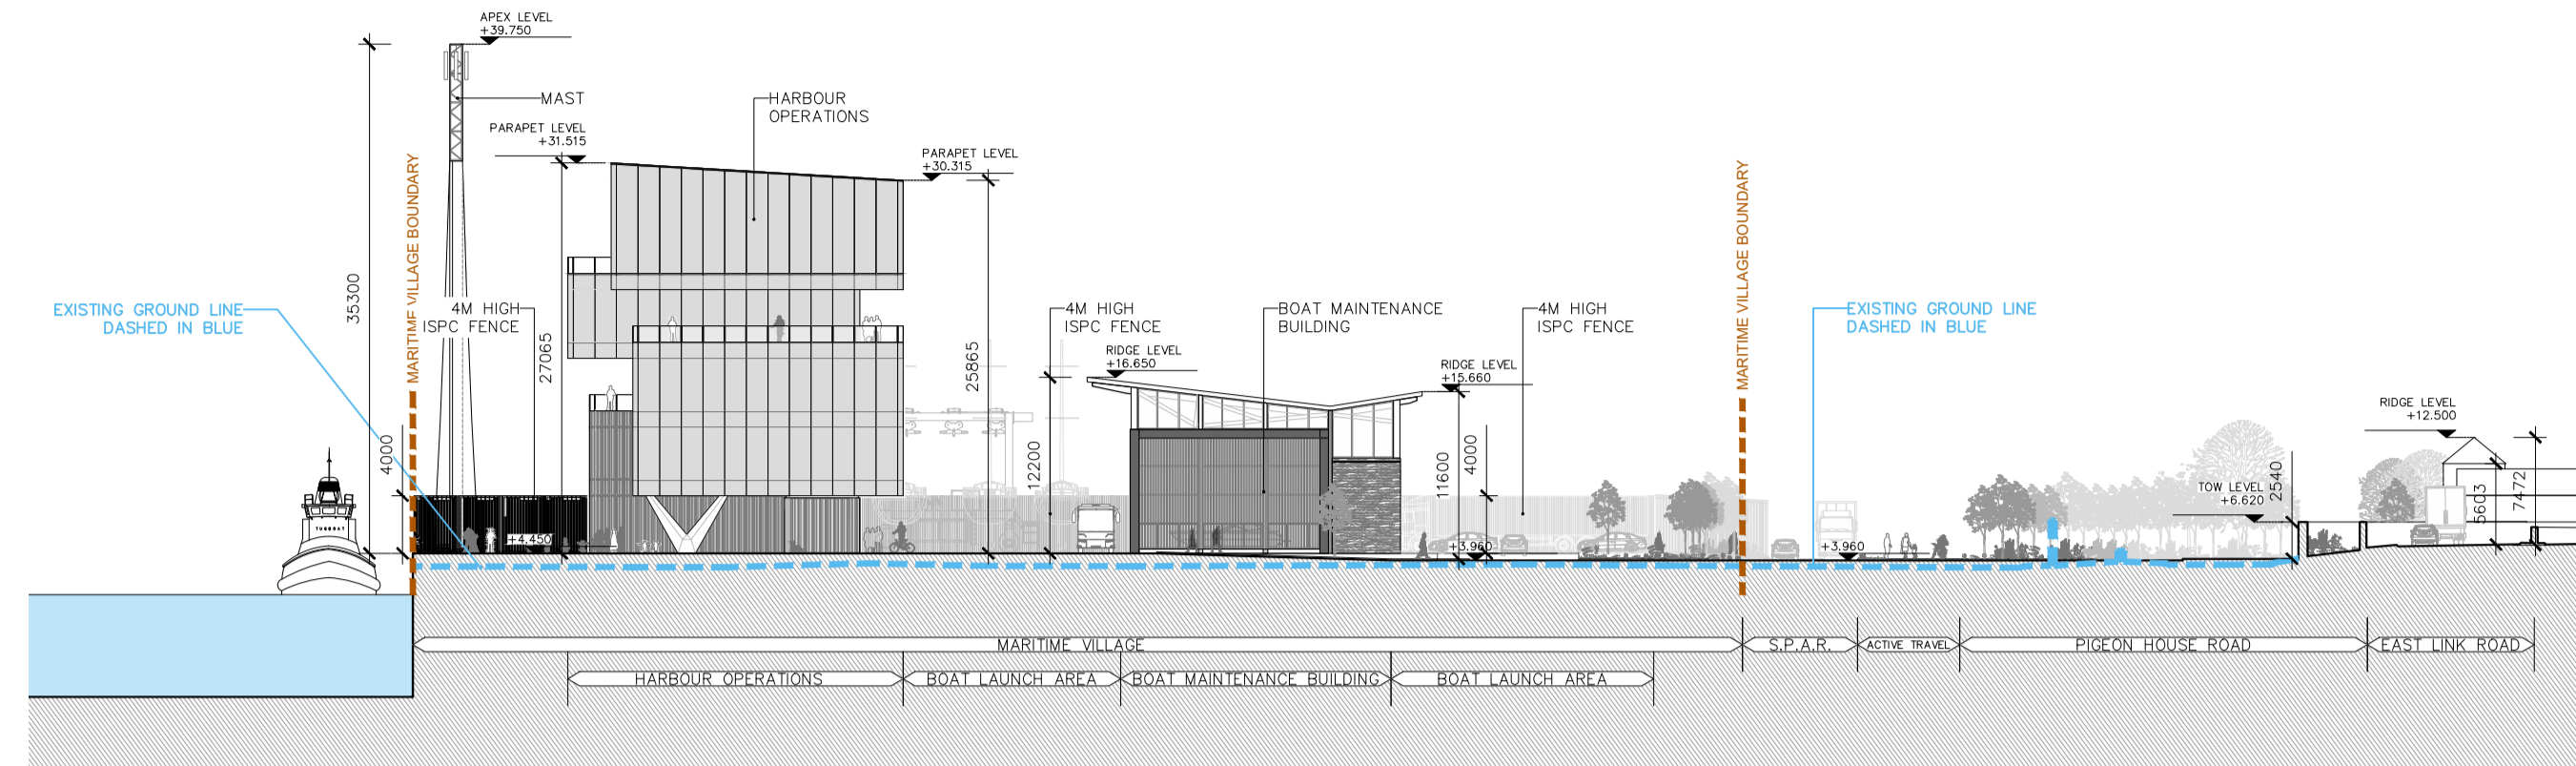 APEX LEVEL
+39.750
MAST
HARBOUR
OPERATIONS
PARAPET LEVEL
+31.515
PARAPET LEVEL
+30.315
MARITIME VILLAGE BOUNDARY
MARITIME VILLAGE BOUNDARY
35300
EXISTING GROUND LINE
DASHED IN BLUE
4M HIGH
ISPC FENCE
27065
25865
4M HIGH
ISPC FENCE
BOAT MAINTENANCE
BUILDING
4M HIGH
ISPC FENCE
EXISTING GROUND LINE
DASHED IN BLUE
RIDGE LEVEL
+16.650
RIDGE LEVEL
+15.660
RIDGE LEVEL
+12.500
4000
12200
11600
4000
TOW LEVEL
+6.620
2540
5603
7472
TUGBOAT
+4.450
+3.960
+3.960
MARITIME VILLAGE
S.P.A.R.
ACTIVE TRAVEL
PIGEON HOUSE ROAD
EAST LINK ROAD
HARBOUR OPERATIONS
BOAT LAUNCH AREA
BOAT MAINTENANCE BUILDING
BOAT LAUNCH AREA